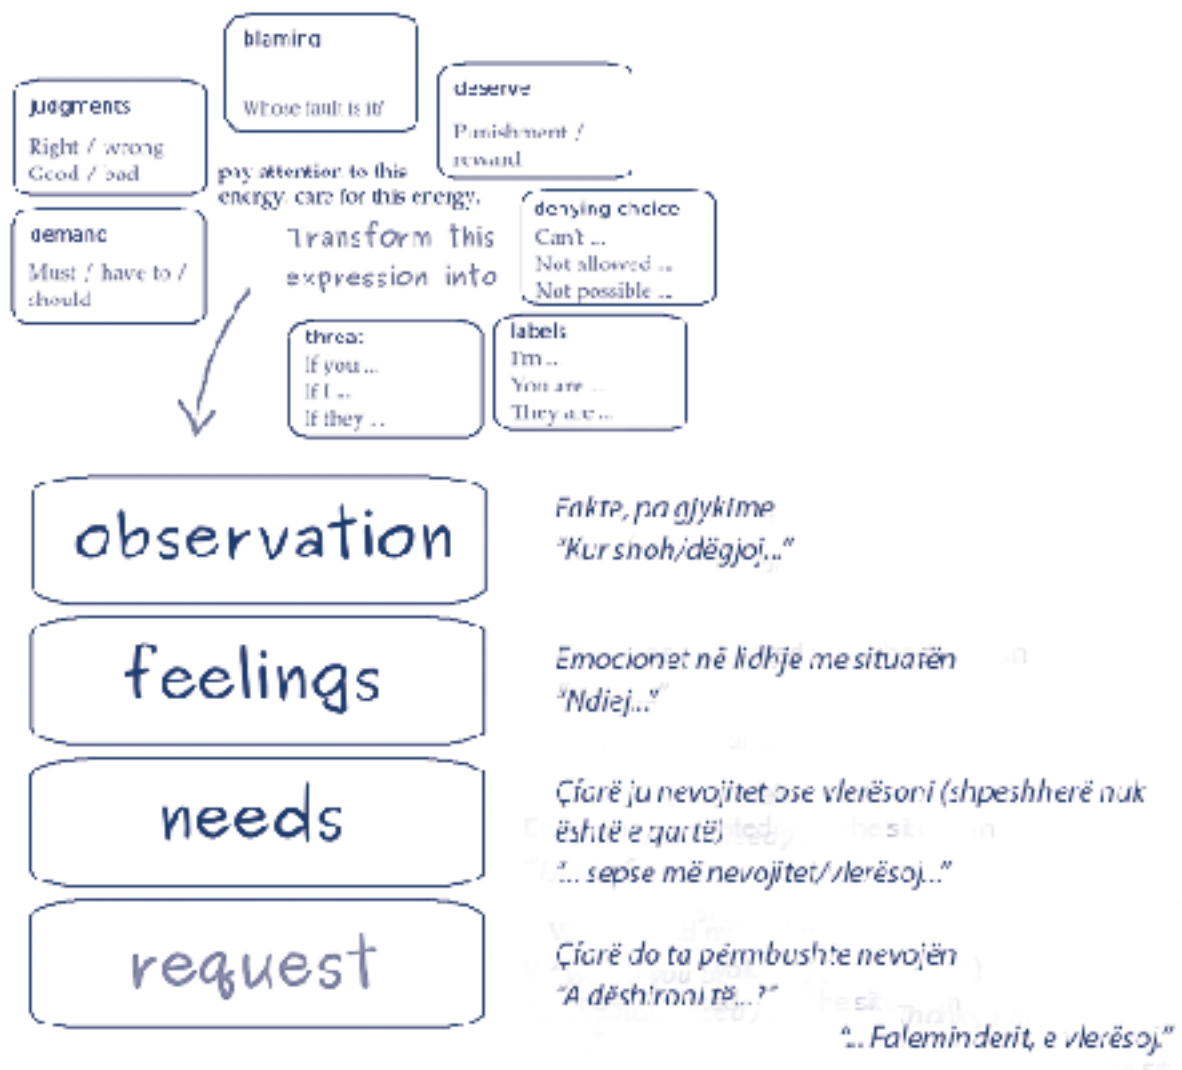 blaming
Whose fault is it?
judgments
Right / wrong
Good / bad
deserve
Punishment /
reward
pay attention to this
energy, care for this energy.
Transform this
expression into
demand
Must / have to /
should
denying choice
Can't ...
Not allowed ...
Not possible ...
threat
If you ...
If I ...
If they ...
labels
I'm ...
You are ...
They are ...
observation
Fakte, pa gjykime
"Kur shoh/dëgjoj..."
feelings
Emocionet në lidhje me situatën
"Ndiej..."
needs
Çfarë ju nevojitet ose vlerësoni (shpeshherë nuk
është e qartë)
"... sepse më nevojitet/vlerësoj..."
request
Çfarë do ta përmbushte nevojën
"A dëshironi të...?"
"... Faleminderit, e vlerësoj."